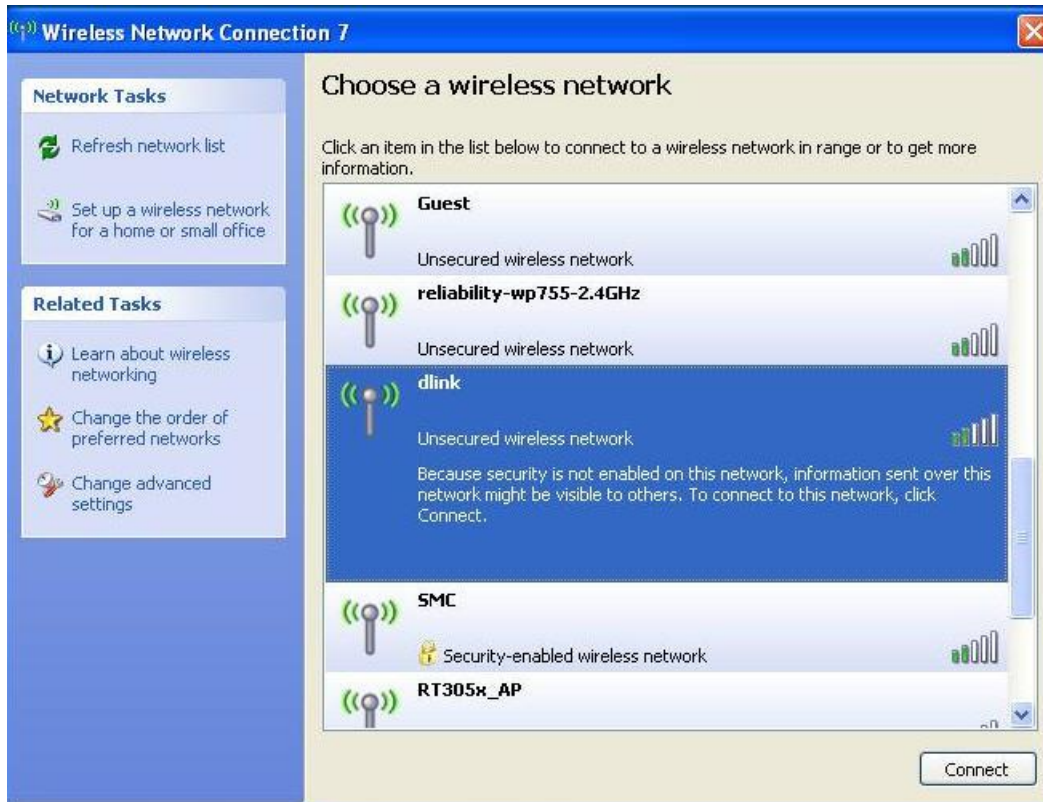 Wireless Network Connection 7
Network Tasks
Refresh network list
Set up a wireless network
for a home or small office
Related Tasks
Learn about wireless
networking
Change the order of
preferred networks
Change advanced
settings
Choose a wireless network
Click an item in the list below to connect to a wireless network in range or to get more
information.
Guest
Unsecured wireless network
reliability-wp755-2.4GHz
Unsecured wireless network
dlink
Unsecured wireless network
Because security is not enabled on this network, information sent over this
network might be visible to others. To connect to this network, click
Connect.
SMC
Security-enabled wireless network
RT305x_AP
Connect